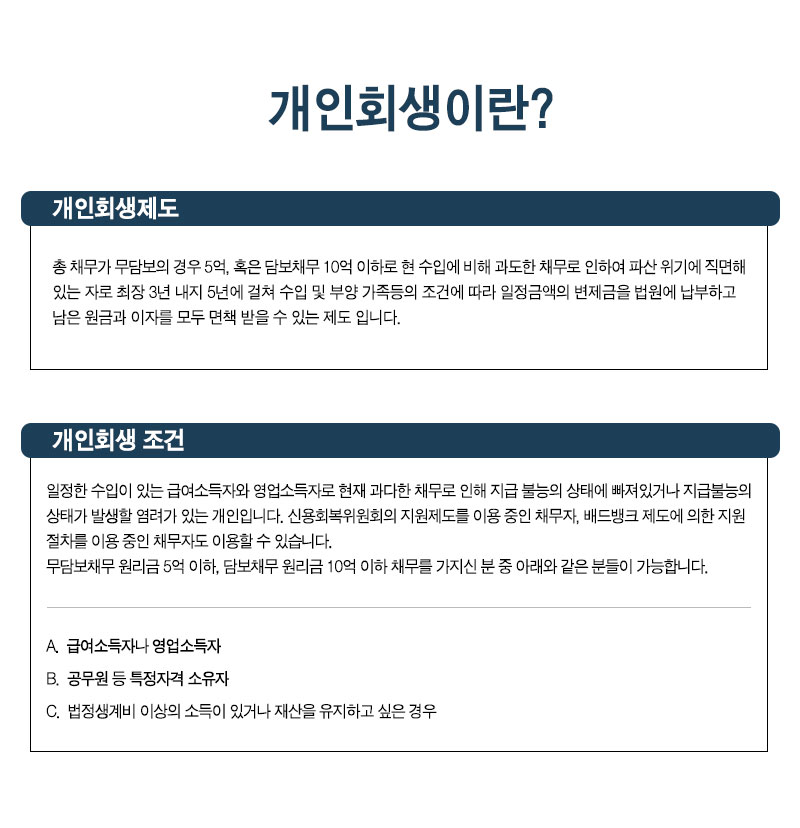 개인회생이란?
개인회생제도
총 채무가 무담보의 경우 5억, 혹은 담보채무 10억 이하로 현 수입에 비해 과도한 채무로 인하여 파산 위기에 직면해
있는 자로 최장 3년 내지 5년에 걸쳐 수입 및 부양 가족등의 조건에 따라 일정금액의 변제금을 법원에 납부하고
남은 원금과 이자를 모두 면책 받을 수 있는 제도 입니다.
개인회생 조건
일정한 수입이 있는 급여소득자와 영업소득자로 현재 과다한 채무로 인해 지급 불능의 상태에 빠져있거나 지급불능의
상태가 발생할 염려가 있는 개인입니다. 신용회복위원회의 지원제도를 이용 중인 채무자, 배드뱅크 제도에 의한 지원
절차를 이용 중인 채무자도 이용할 수 있습니다.
무담보채무 원리금 5억 이하, 담보채무 원리금 10억 이하 채무를 가지신 분 중 아래와 같은 분들이 가능합니다.
A. 급여소득자나 영업소득자
B. 공무원 등 특정자격 소유자
C. 법정생계비 이상의 소득이 있거나 재산을 유지하고 싶은 경우